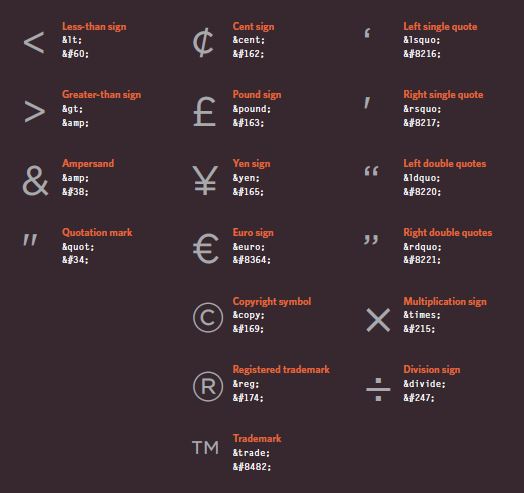 <
Less-than sign
&lt;
&#60;
>
Greater-than sign
&gt;
&amp;
&
Ampersand
&amp;
&#38;
"
Quotation mark
&quot;
&#34;
¢
Cent sign
&cent;
&#162;
£
Pound sign
&pound;
&#163;
¥
Yen sign
&yen;
&#165;
€
Euro sign
&euro;
&#8364;
©
Copyright symbol
&copy;
&#169;
®
Registered trademark
&reg;
&#174;
™
Trademark
&trade;
&#8482;
‘
Left single quote
&lsquo;
&#8216;
'
Right single quote
&rsquo;
&#8217;
“
Left double quotes
&ldquo;
&#8220;
”
Right double quotes
&rdquo;
&#8221;
×
Multiplication sign
&times;
&#215;
÷
Division sign
&divide;
&#247;